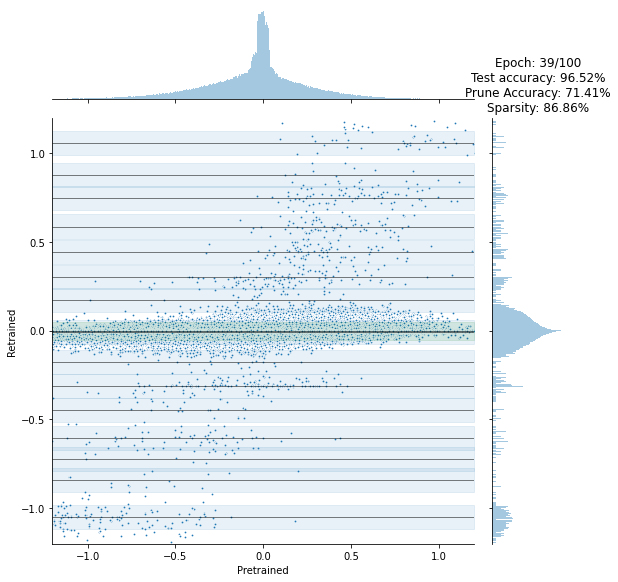 Epoch: 39/100
Test accuracy: 96.52%
Prune Accuracy: 71.41%
Sparsity: 86.86%
1.0
0.5
0.0
−0.5
−1.0
Retrained
−1.0
−0.5
0.0
0.5
1.0
Pretrained